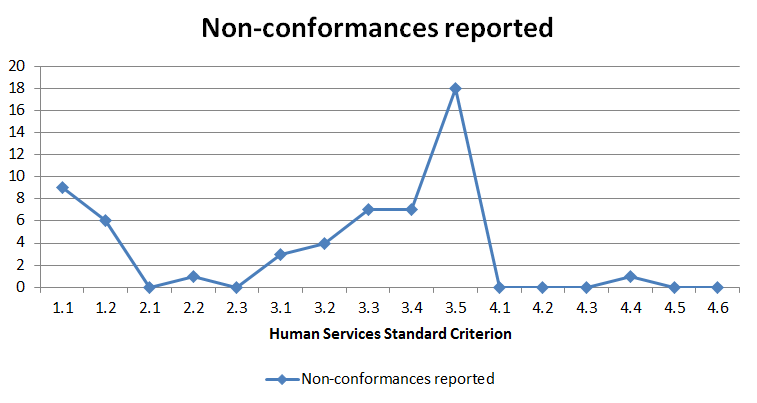 Non-conformances reported
20
18
16
14
12
10
8
6
4
2
0
1.1 1.2 2.1 2.2 2.3 3.1 3.2 3.3 3.4 3.5 4.1 4.2 4.3 4.4 4.5 4.6
Human Services Standard Criterion
Non-conformances reported